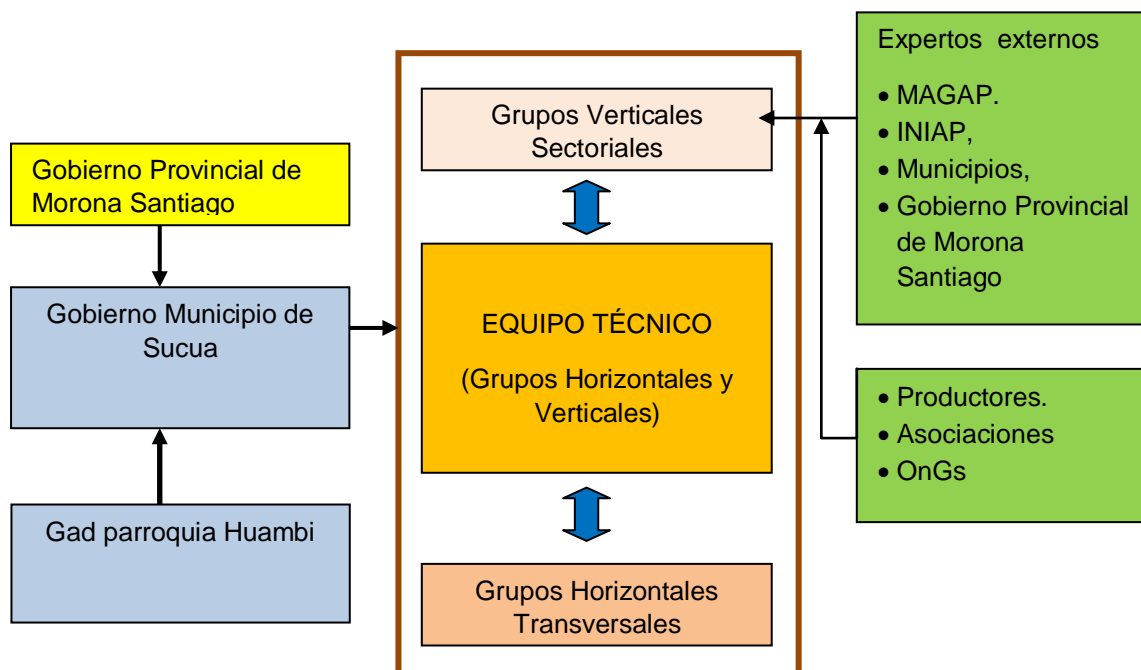 Gobierno Provincial de
Morona Santiago
Gobierno Municipio de
Sucua
Gad parroquia Huambi
Grupos Verticales
Sectoriales
EQUIPO TÉCNICO
(Grupos Horizontales y
Verticales)
Grupos Horizontales
Transversales
Expertos externos
• MAGAP.
• INIAP,
• Municipios,
• Gobierno Provincial
de Morona
Santiago
• Productores.
• Asociaciones
• OnGs